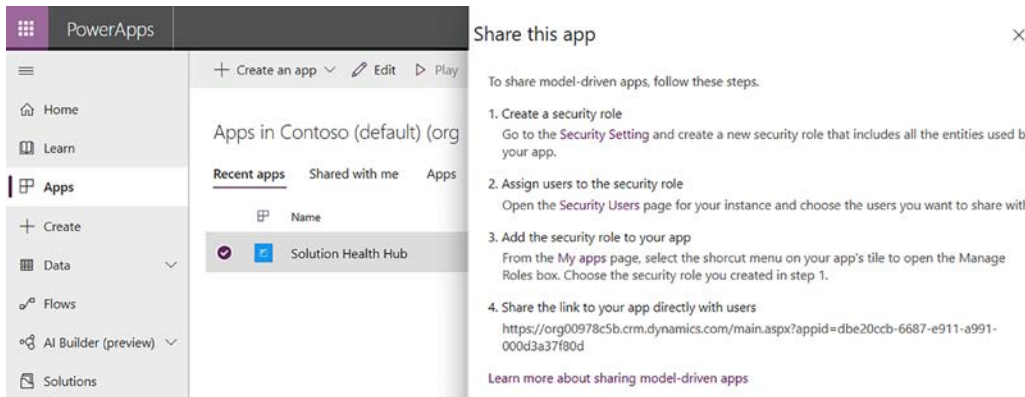 PowerApps
Home
Learn
Apps
Create
Data
Flows
AI Builder (preview)
Solutions
Create an app
Edit
Play
Apps in Contoso (default) (org
Recent apps
Shared with me
Apps
Name
Solution Health Hub
Share this app
To share model-driven apps, follow these steps.
1. Create a security role
Go to the Security Setting and create a new security role that includes all the entities used b
your app.
2. Assign users to the security role
Open the Security Users page for your instance and choose the users you want to share with
3. Add the security role to your app
From the My apps page, select the shorcut menu on your app's tile to open the Manage
Roles box. Choose the security role you created in step 1.
4. Share the link to your app directly with users
https://org00978c5b.crm.dynamics.com/main.aspx?appid=dbe20ccb-6687-e911-a991-
000d3a37f80d
Learn more about sharing model-driven apps